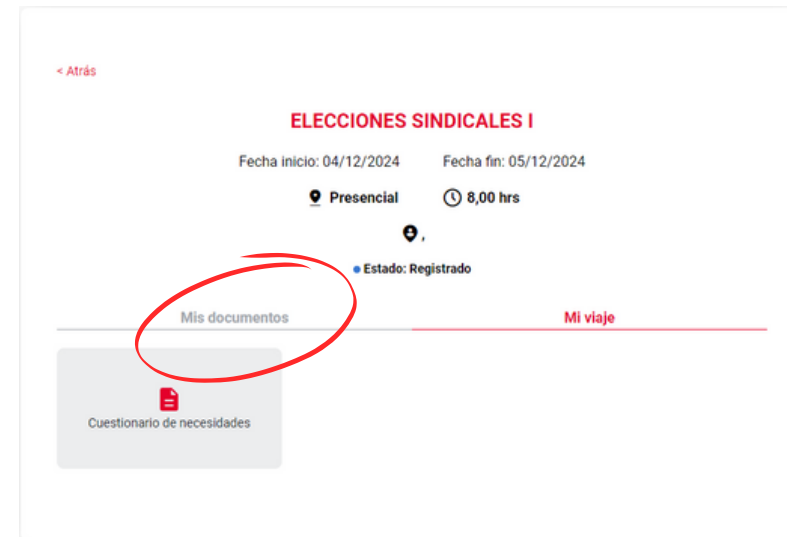 < Atrás
ELECCIONES SINDICALES I
Fecha inicio: 04/12/2024 Fecha fin: 05/12/2024
Presencial 8,00 hrs
,
Estado: Registrado
Mis documentos Mi viaje
Cuestionario de necesidades